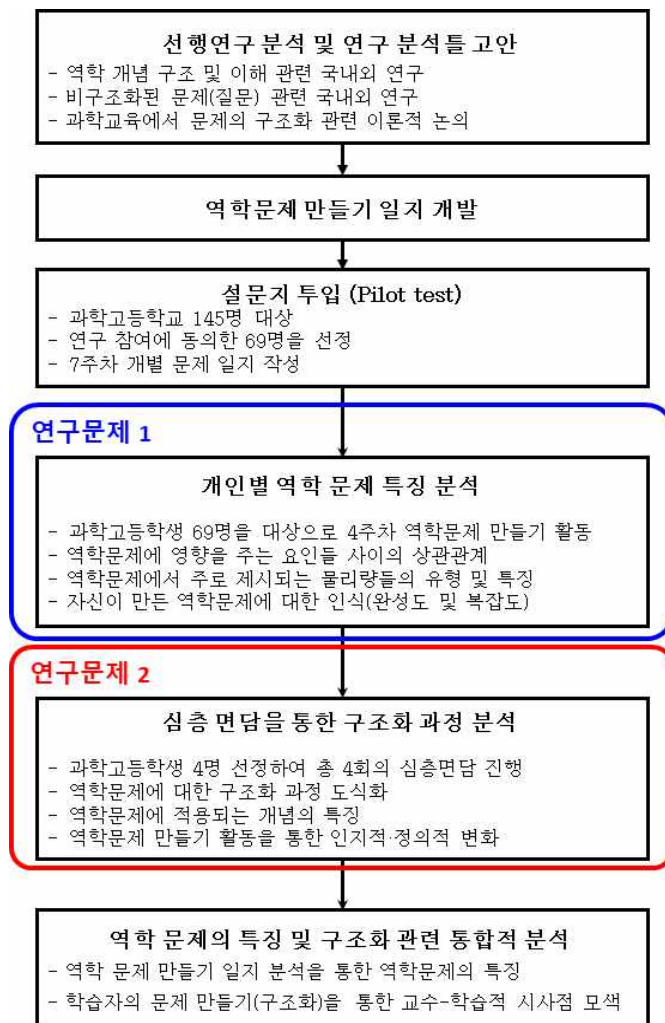 선행연구 분석 및 연구 분석틀 고안
- 역학 개념 구조 및 이해 관련 국내외 연구
- 비구조화된 문제(질문) 관련 국내외 연구
- 과학교육에서 문제의 구조화 관련 이론적 논의
역학문제 만들기 일지 개발
설문지 투입 (Pilot test)
- 과학고등학교 145명 대상
- 연구 참여에 동의한 69명을 선정
- 7주차 개별 문제 일지 작성
연구문제 1
개인별 역학 문제 특징 분석
- 과학고등학생 69명을 대상으로 4주차 역학문제 만들기 활동
- 역학문제에 영향을 주는 요인들 사이의 상관관계
- 역학문제에서 주로 제시되는 물리량들의 유형 및 특징
- 자신이 만든 역학문제에 대한 인식(완성도 및 복잡도)
연구문제 2
심층 면담을 통한 구조화 과정 분석
- 과학고등학생 4명 선정하여 총 4회의 심층면담 진행
- 역학문제에 대한 구조화 과정 도식화
- 역학문제에 적용되는 개념의 특징
- 역학문제 만들기 활동을 통한 인지적·정의적 변화
역학 문제의 특징 및 구조화 관련 통합적 분석
- 역학 문제 만들기 일지 분석을 통한 역학문제의 특징
- 학습자의 문제 만들기(구조화)을 통한 교수-학습적 시사점 모색